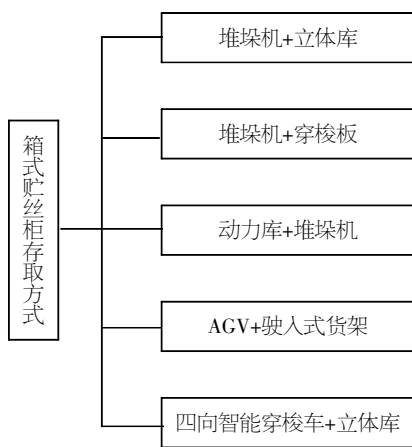 箱式贮丝柜存取方式
堆垛机+立体库
堆垛机+穿梭板
动力库+堆垛机
AGV+驶入式货架
四向智能穿梭车+立体库